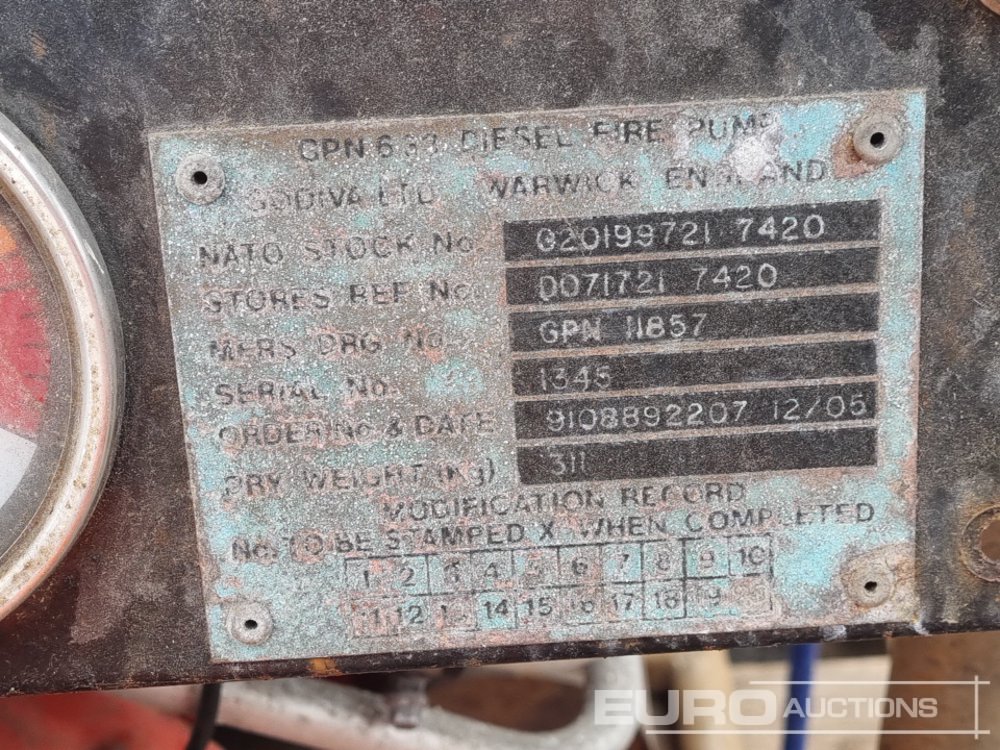 GPN 633 DIESEL FIRE PUMP
GODIVA LTD WARWICK ENGLAND
NATO STOCK No. 020199721 7420
STORES REF No. 0071721 7420
MFRS DRG No. GPN 11857
SERIAL No. 1345
ORDER No. & DATE 9108892207 12/05
DRY WEIGHT (Kg) 311
MODIFICATION RECORD
No. TO BE STAMPED X WHEN COMPLETED
1 2 3 4 5 6 7 8 9 10
11 12 13 14 15 16 17 18 19
EURO AUCTIONS